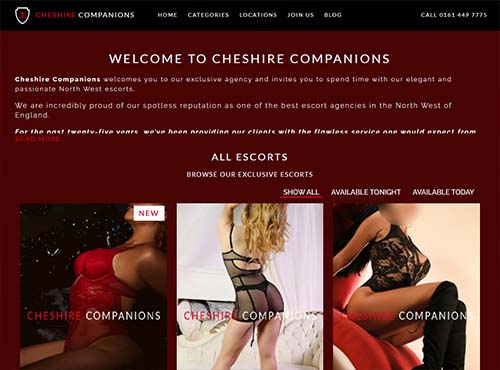 CHESHIRE COMPANIONS
HOME CATEGORIES LOCATIONS JOIN US BLOG
CALL 0161 449 7775
WELCOME TO CHESHIRE COMPANIONS
Cheshire Companions welcomes you to our exclusive agency and invites you to spend time with our elegant and
passionate North West escorts.
We are incredibly proud of our spotless reputation as one of the best escort agencies in the North West of
England.
For the past twenty-five years, we've been providing our clients with the flawless service one would expect from
READ MORE
ALL ESCORTS
BROWSE OUR EXCLUSIVE ESCORTS
SHOW ALL AVAILABLE TONIGHT AVAILABLE TODAY
NEW
CHESHIRE COMPANIONS
CHESHIRE COMPANIONS
CHESHIRE COMPANIONS